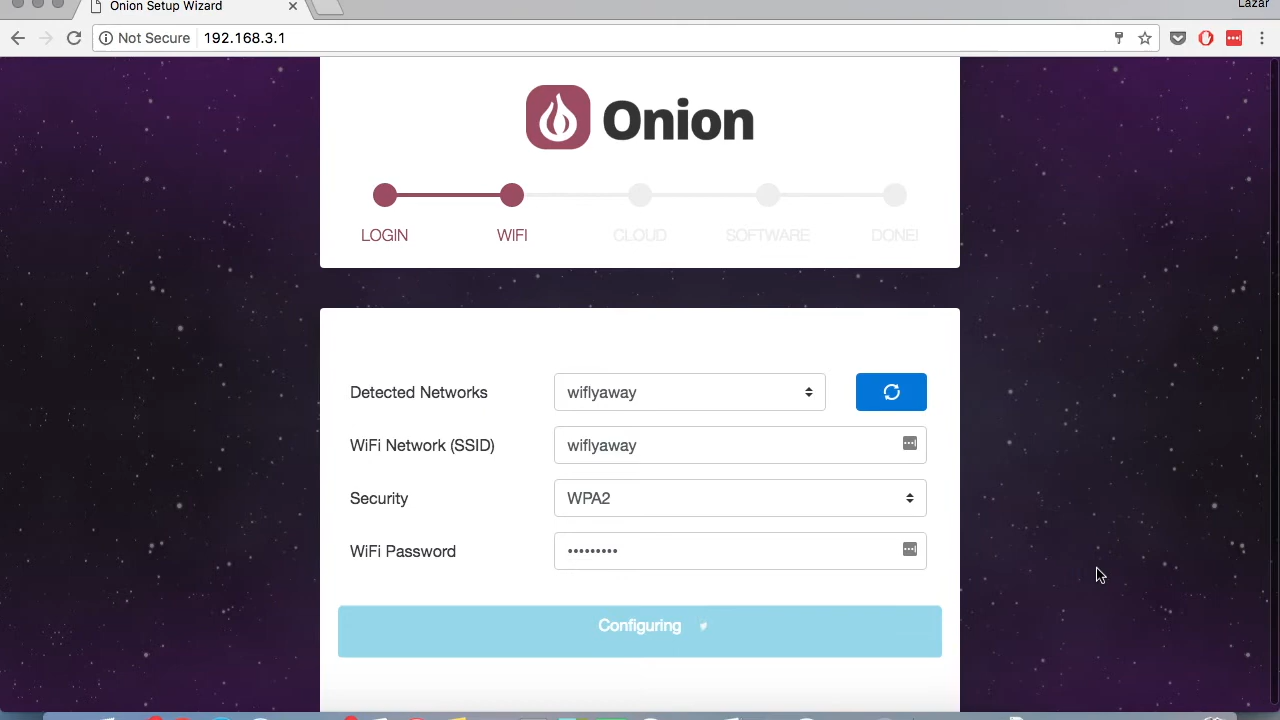 Onion Setup Wizard
Lazar
Not Secure 192.168.3.1
Onion
LOGIN WIFI CLOUD SOFTWARE DONE!
Detected Networks wiflyaway
WiFi Network (SSID) wiflyaway
Security WPA2
WiFi Password •••••••••
Configuring